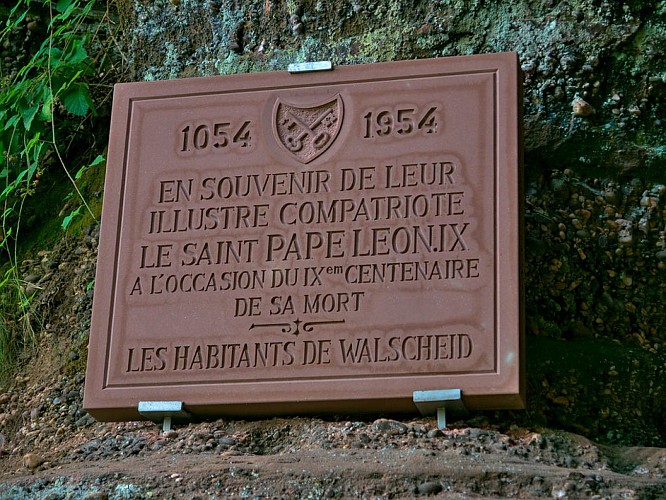 1054 1954
EN SOUVENIR DE LEUR
ILLUSTRE COMPATRIOTE
LE SAINT PAPE LEON.IX
A L'OCCASION DU IXem CENTENAIRE
DE SA MORT
LES HABITANTS DE WALSCHEID